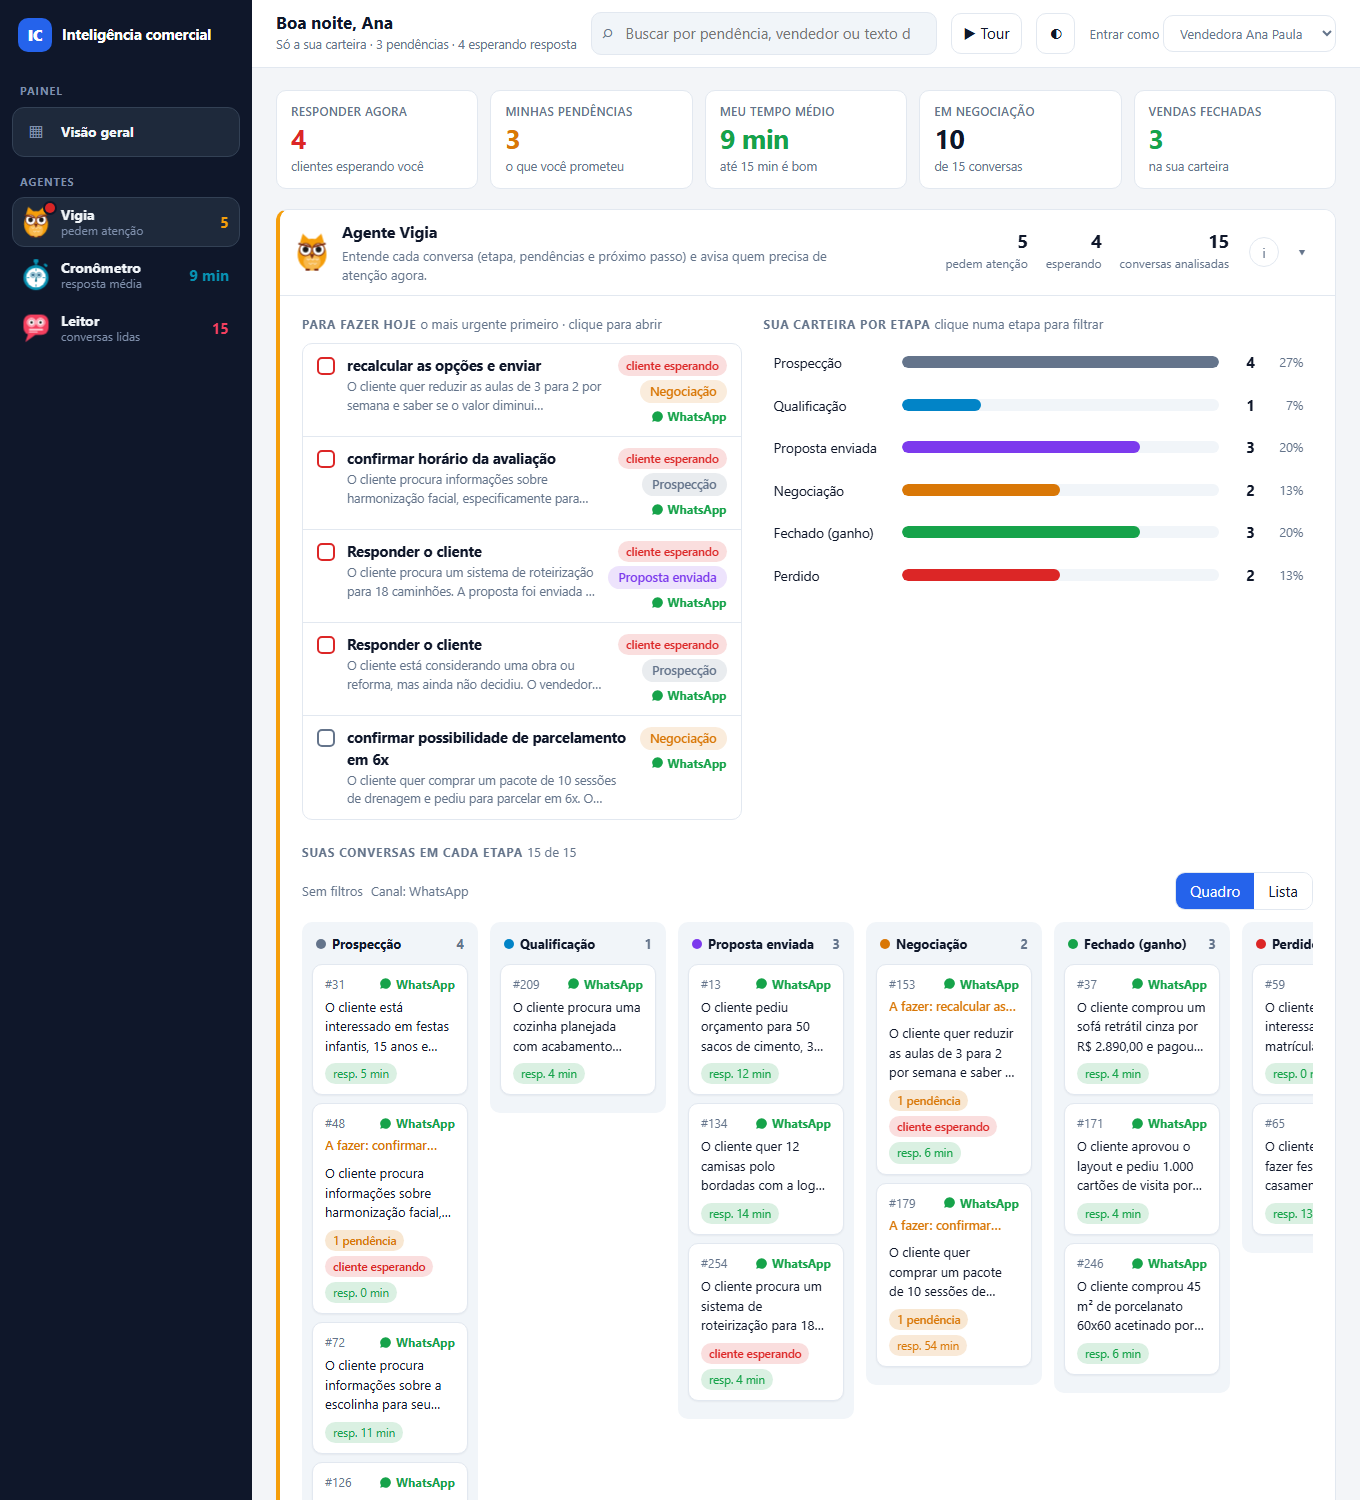 IC Inteligência comercial
PAINEL
Visão geral
AGENTES
Vigia
pedem atenção
5
Cronômetro
resposta média
9 min
Leitor
conversas lidas
15
Boa noite, Ana
Só a sua carteira · 3 pendências · 4 esperando resposta
Buscar por pendência, vendedor ou texto d
▶ Tour
Entrar como
Vendedora Ana Paula
RESPONDER AGORA
4
clientes esperando você
MINHAS PENDÊNCIAS
3
o que você prometeu
MEU TEMPO MÉDIO
9 min
até 15 min é bom
EM NEGOCIAÇÃO
10
de 15 conversas
VENDAS FECHADAS
3
na sua carteira
Agente Vigia
Entende cada conversa (etapa, pendências e próximo passo) e avisa quem precisa de
atenção agora.
5
pedem atenção
4
esperando
15
conversas analisadas
i
PARA FAZER HOJE o mais urgente primeiro · clique para abrir
recalcular as opções e enviar
O cliente quer reduzir as aulas de 3 para 2 por
semana e saber se o valor diminui...
cliente esperando
Negociação
WhatsApp
confirmar horário da avaliação
O cliente procura informações sobre
harmonização facial, especificamente para...
cliente esperando
Prospecção
WhatsApp
Responder o cliente
O cliente procura um sistema de roteirização
para 18 caminhões. A proposta foi enviada ...
cliente esperando
Proposta enviada
WhatsApp
Responder o cliente
O cliente está considerando uma obra ou
reforma, mas ainda não decidiu. O vendedor...
cliente esperando
Prospecção
WhatsApp
confirmar possibilidade de parcelamento
em 6x
O cliente quer comprar um pacote de 10 sessões
de drenagem e pediu para parcelar em 6x. O...
Negociação
WhatsApp
SUA CARTEIRA POR ETAPA clique numa etapa para filtrar
Prospecção 4 27%
Qualificação 1 7%
Proposta enviada 3 20%
Negociação 2 13%
Fechado (ganho) 3 20%
Perdido 2 13%
SUAS CONVERSAS EM CADA ETAPA 15 de 15
Sem filtros Canal: WhatsApp
Quadro
Lista
Prospecção 4
#31 WhatsApp
O cliente está
interessado em festas
infantis, 15 anos e...
resp. 5 min
#48 WhatsApp
A fazer: confirmar...
O cliente procura
informações sobre
harmonização facial,...
1 pendência
cliente esperando
resp. 0 min
#72 WhatsApp
O cliente procura
informações sobre a
escolinha para seu...
resp. 11 min
#126 WhatsApp
Qualificação 1
#209 WhatsApp
O cliente procura uma
cozinha planejada
com acabamento...
resp. 4 min
Proposta enviada 3
#13 WhatsApp
O cliente pediu
orçamento para 50
sacos de cimento, 3...
resp. 12 min
#134 WhatsApp
O cliente quer 12
camisas polo
bordadas com a log...
resp. 14 min
#254 WhatsApp
O cliente procura um
sistema de
roteirização para 18...
cliente esperando
resp. 4 min
Negociação 2
#153 WhatsApp
A fazer: recalcular as...
O cliente quer reduzir
as aulas de 3 para 2
por semana e saber ...
1 pendência
cliente esperando
resp. 6 min
#179 WhatsApp
A fazer: confirmar...
O cliente quer
comprar um pacote
de 10 sessões de...
1 pendência
resp. 54 min
Fechado (ganho) 3
#37 WhatsApp
O cliente comprou um
sofá retrátil cinza por
R$ 2.890,00 e pagou...
resp. 4 min
#171 WhatsApp
O cliente aprovou o
layout e pediu 1.000
cartões de visita por...
resp. 4 min
#246 WhatsApp
O cliente comprou 45
m² de porcelanato
60x60 acetinado por...
resp. 6 min
Perdid
#59
O cliente
interessa
matrícul
resp. 0
#65
O cliente
fazer fes
casamen
resp. 13